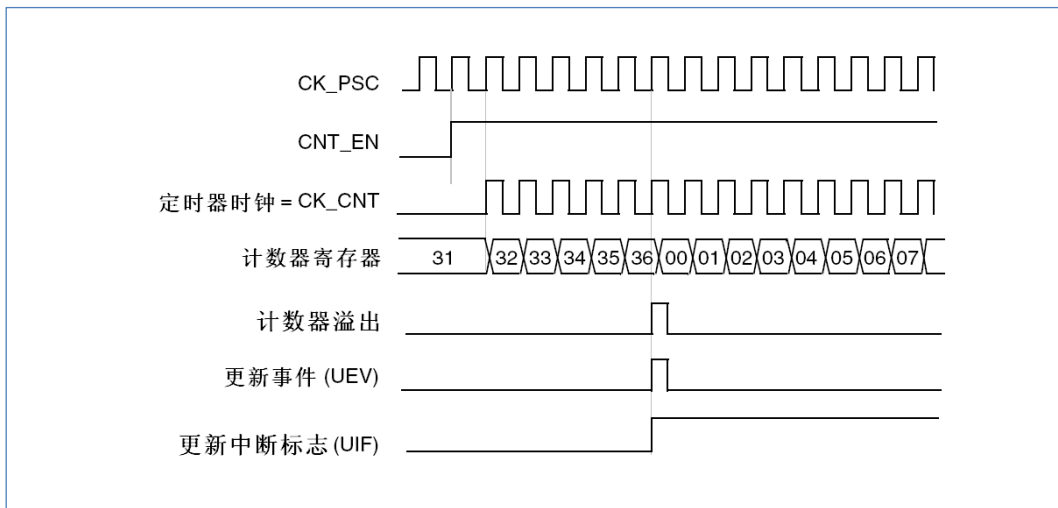 CK_PSC
CNT_EN
定时器时钟 = CK_CNT
计数器寄存器 31 32 33 34 35 36 00 01 02 03 04 05 06 07
计数器溢出
更新事件 (UEV)
更新中断标志 (UIF)